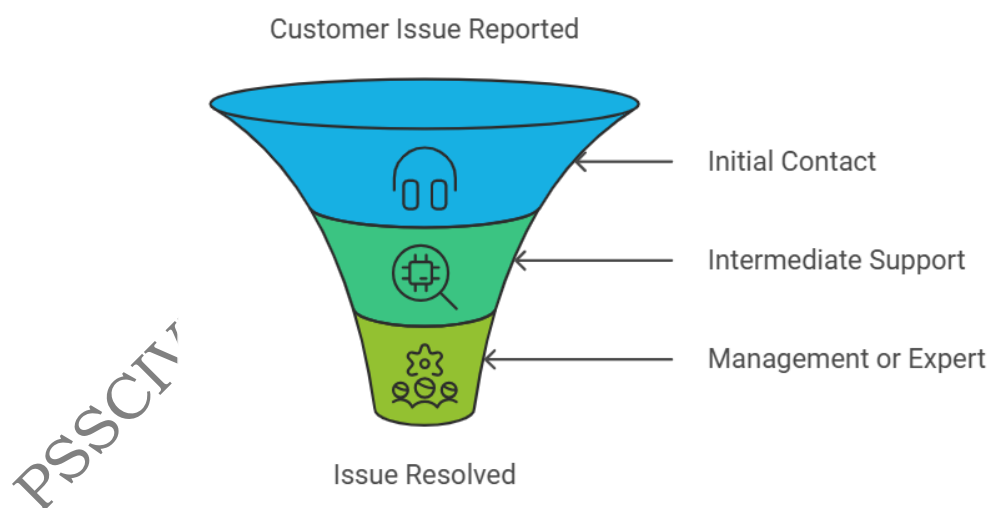 Customer Issue Reported
Initial Contact
Intermediate Support
Management or Expert
Issue Resolved